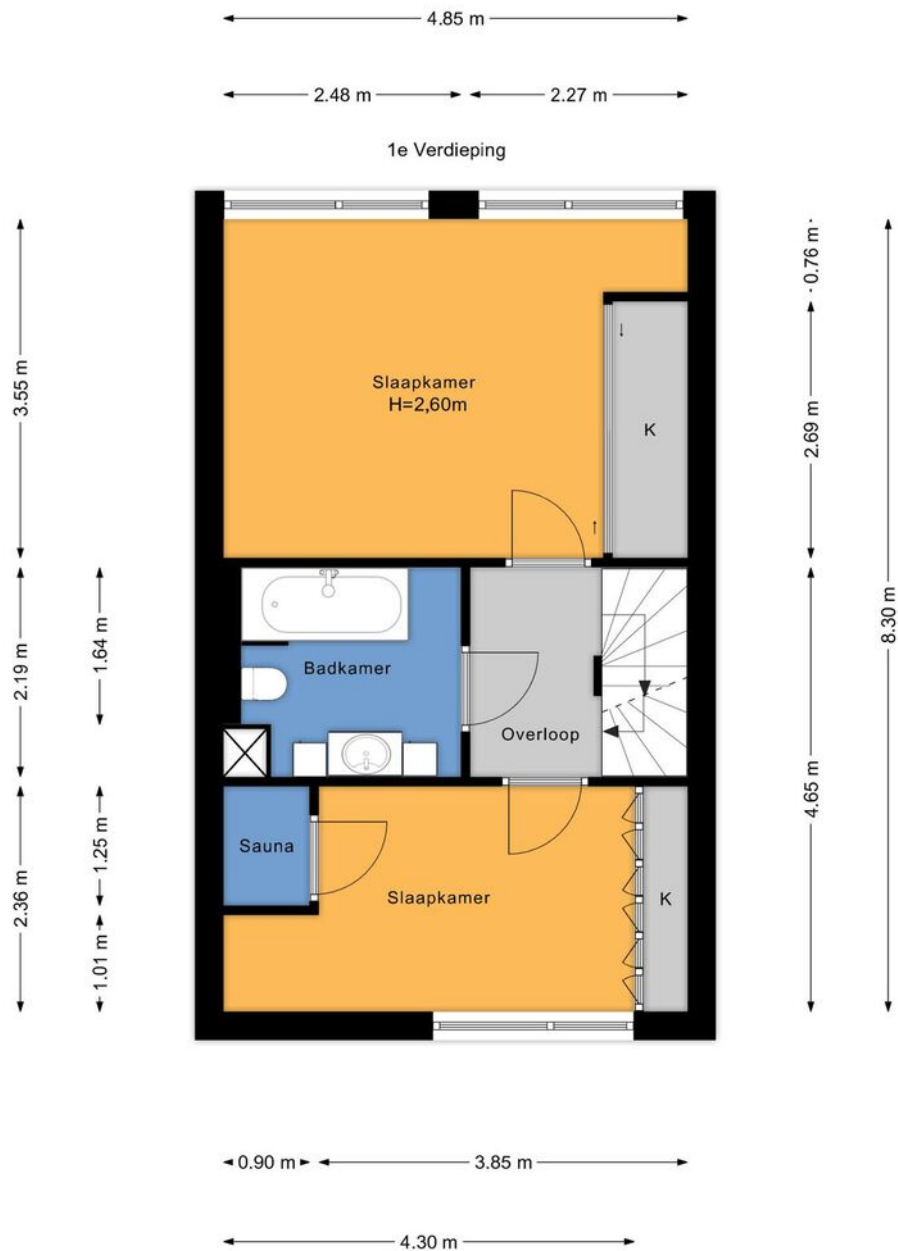 4.85 m
2.48 m
2.27 m
1e Verdieping
3.55 m
0.76 m
Slaapkamer
H=2,60m
K
2.69 m
8.30 m
2.19 m
1.64 m
Badkamer
Overloop
4.65 m
2.36 m
1.25 m
Sauna
Slaapkamer
K
1.01 m
0.90 m
3.85 m
4.30 m